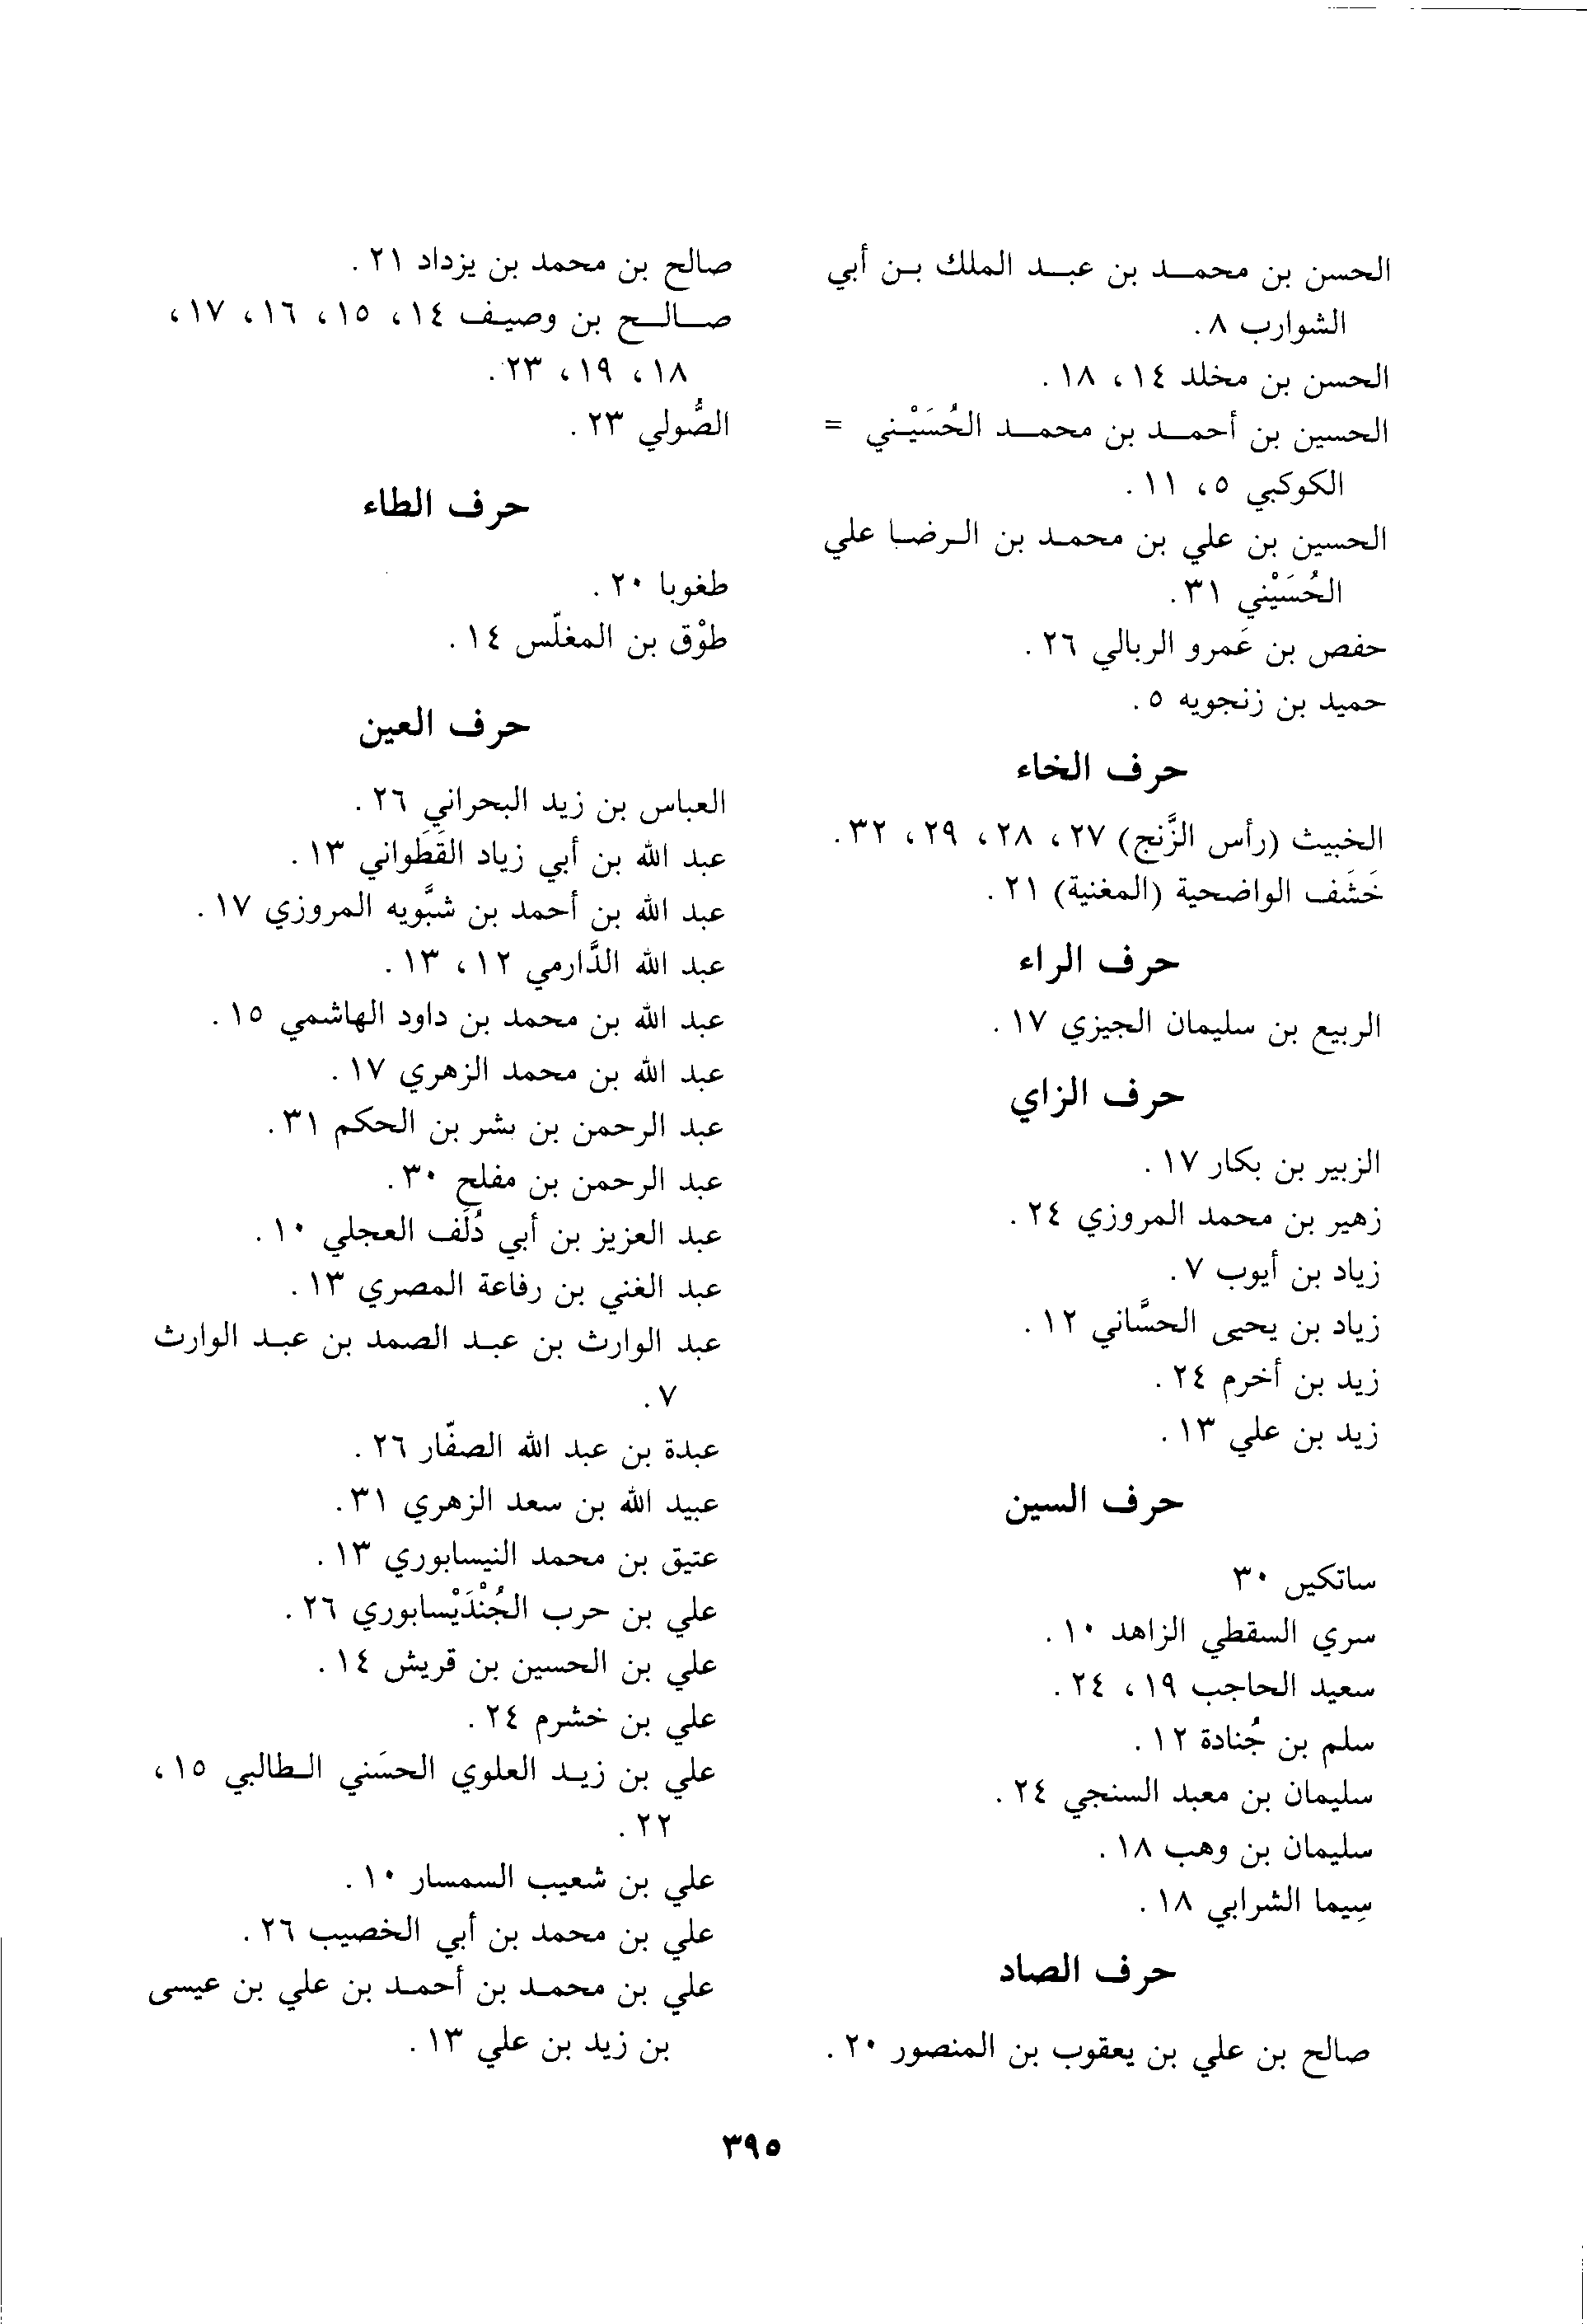 الحسن بن محمد بن عبد الملك بن أبي
الشوارب ٨.
الحسن بن مخلد ١٤، ١٨.
الحسين بن أحمد بن محمد الحُسَيْني =
الكوكبي ٥، ١١.
الحسين بن علي بن محمد بن الرضا علي
الحُسَيْني ٣١.
حفص بن عَمرو الربالي ٢٦.
حميد بن زنجويه ٥.
حرف الخاء
الخبيث (رأس الزَّنج) ٢٧، ٢٨، ٢٩، ٣٢.
خَشَف الواضحية (المغنية) ٢١.
حرف الراء
الربيع بن سليمان الجيزي ١٧.
حرف الزاي
الزبير بن بكار ١٧.
زهير بن محمد المروزي ٢٤.
زياد بن أيوب ٧.
زياد بن يحيى الحسَّاني ١٢.
زيد بن أخرم ٢٤.
زيد بن علي ١٣.
حرف السين
ساتكين ٣٠
سري السقطي الزاهد ١٠.
سعيد الحاجب ١٩، ٢٤.
سلم بن جُنادة ١٢.
سليمان بن معبد السنجي ٢٤.
سليمان بن وهب ١٨.
سِيما الشرابي ١٨.
حرف الصاد
صالح بن علي بن يعقوب بن المنصور ٢٠.
صالح بن محمد بن يزداد ٢١.
صالح بن وصيف ١٤، ١٥، ١٦، ١٧،
١٨، ١٩، ٢٣.
الصُّولي ٢٣.
حرف الطاء
طغوبا ٢٠.
طوْق بن المغلّس ١٤.
حرف العين
العباس بن زيد البحراني ٢٦.
عبد الله بن أبي زياد القَطَواني ١٣.
عبد الله بن أحمد بن شبَّويه المروزي ١٧.
عبد الله الدَّارمي ١٢، ١٣.
عبد الله بن محمد بن داود الهاشمي ١٥.
عبد الله بن محمد الزهري ١٧.
عبد الرحمن بن بشر بن الحكم ٣١.
عبد الرحمن بن مفلح ٣٠.
عبد العزيز بن أبي دُلَف العجلي ١٠.
عبد الغني بن رفاعة المصري ١٣.
عبد الوارث بن عبد الصمد بن عبد الوارث
٧.
عبدة بن عبد الله الصفّار ٢٦.
عبيد الله بن سعد الزهري ٣١.
عتيق بن محمد النيسابوري ١٣.
علي بن حرب الجُنْدَيْسابوري ٢٦.
علي بن الحسين بن قريش ١٤.
علي بن خشرم ٢٤.
علي بن زيد العلوي الحسَني الطالبي ١٥،
٢٢.
علي بن شعيب السمسار ١٠.
علي بن محمد بن أبي الخصيب ٢٦.
علي بن محمد بن أحمد بن علي بن عيسى
بن زيد بن علي ١٣.
٣٩٥